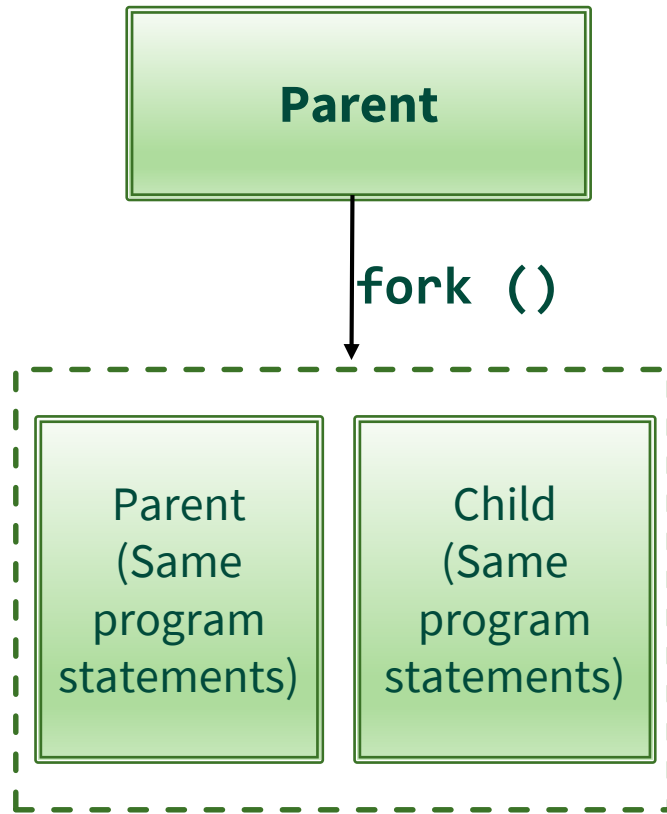 Parent
fork ()
Parent
(Same
program
statements)
Child
(Same
program
statements)